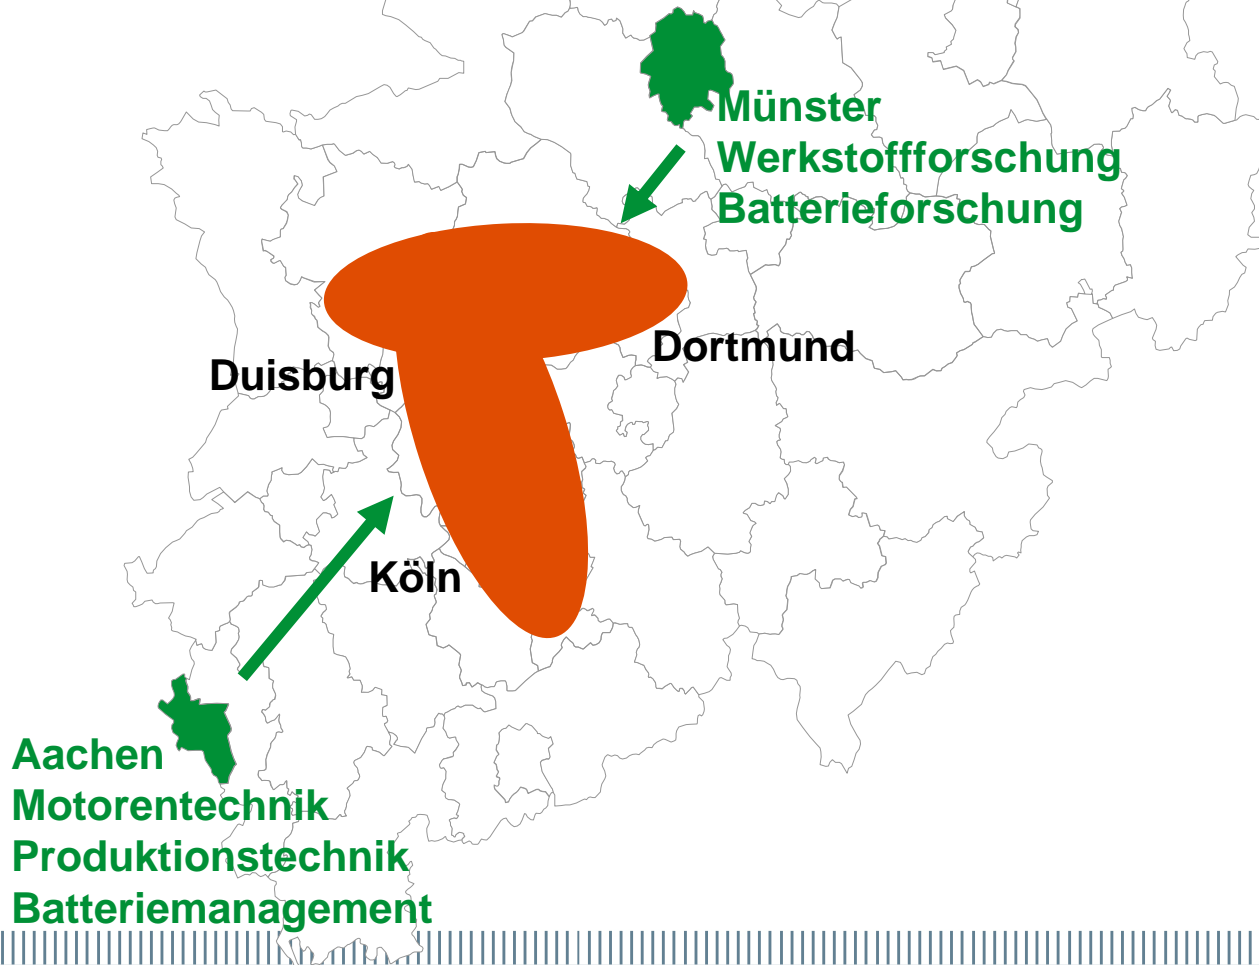 Münster
Werkstoffforschung
Batterieforschung
Dortmund
Duisburg
Köln
Aachen
Motorentechnik
Produktionstechnik
Batteriemanagement